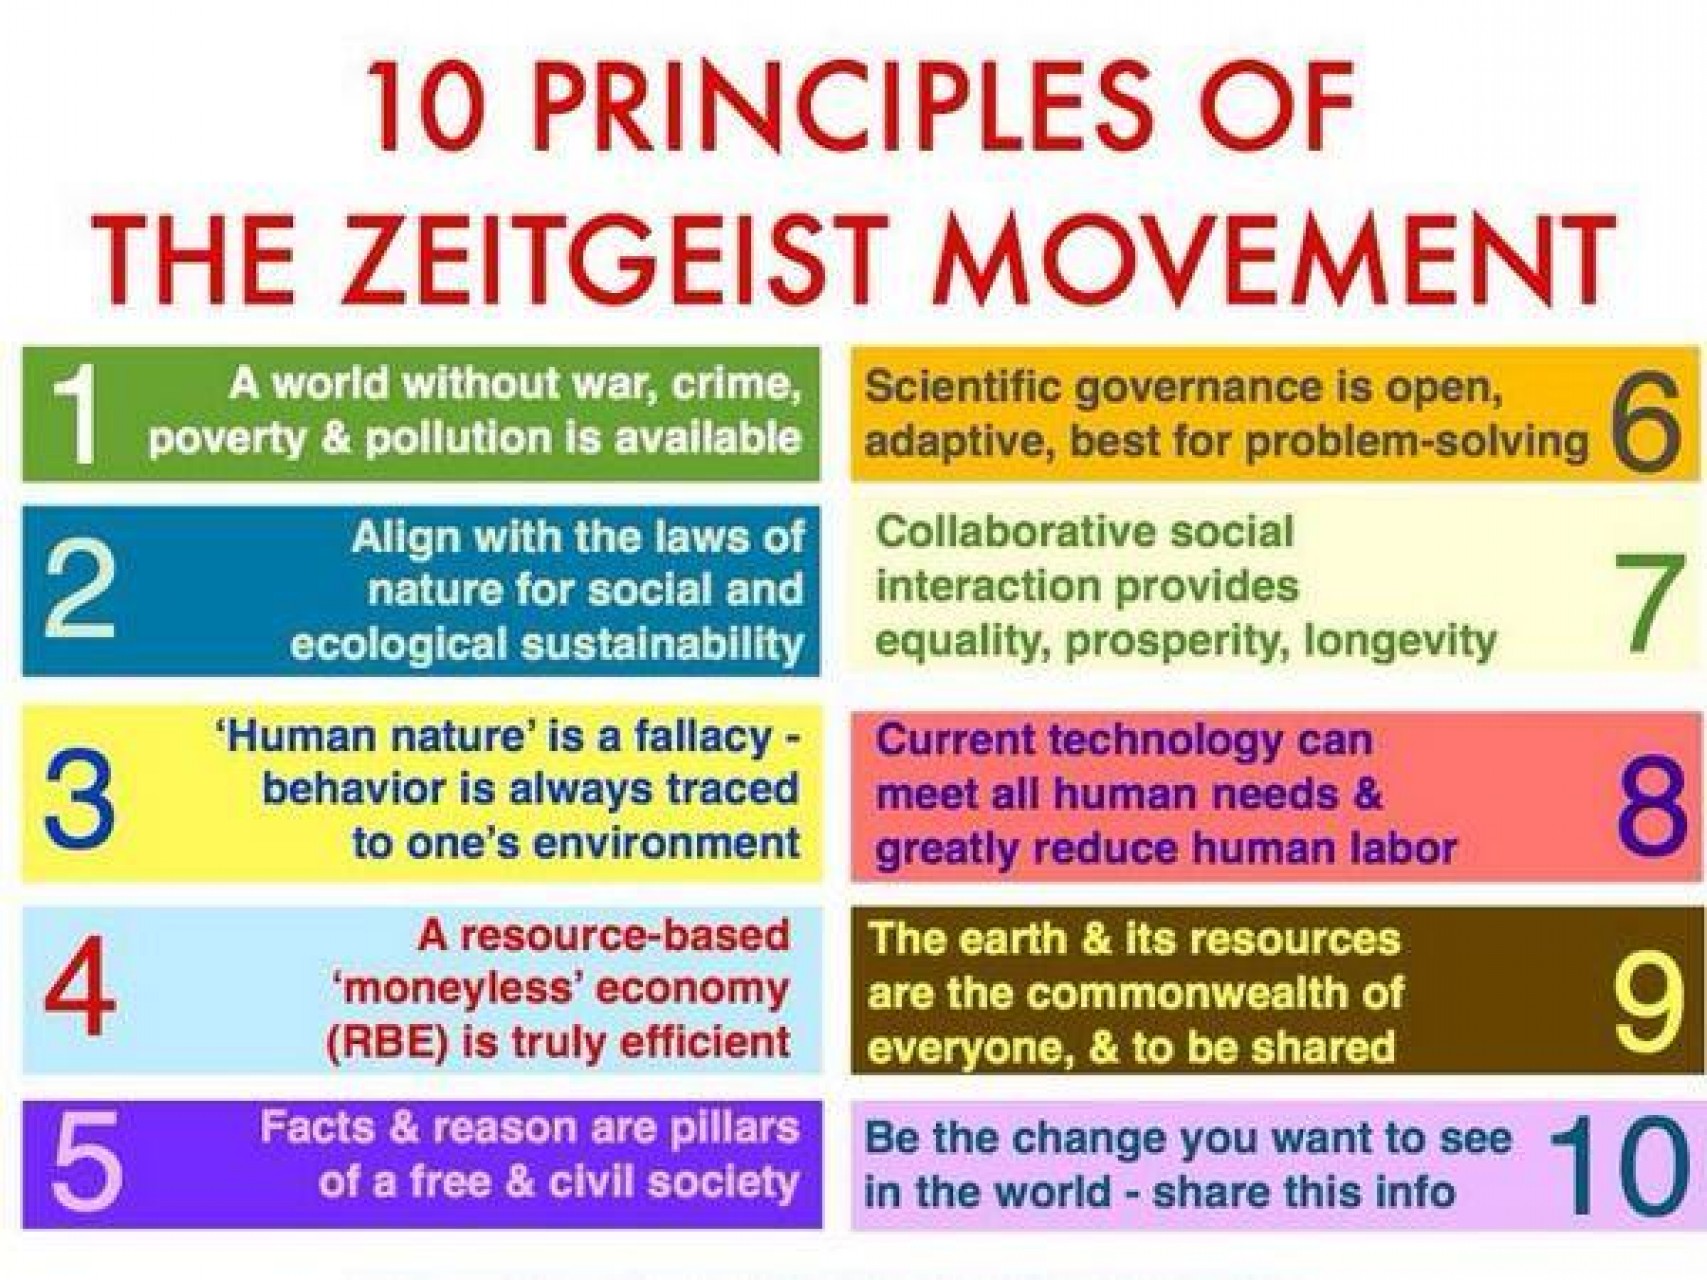 10 PRINCIPLES OF
THE ZEITGEIST MOVEMENT
1
A world without war, crime,
poverty & pollution is available
2
Align with the laws of
nature for social and
ecological sustainability
3
‘Human nature’ is a fallacy -
behavior is always traced
to one’s environment
4
A resource-based
‘moneyless’ economy
(RBE) is truly efficient
5
Facts & reason are pillars
of a free & civil society
6
Scientific governance is open,
adaptive, best for problem-solving
7
Collaborative social
interaction provides
equality, prosperity, longevity
8
Current technology can
meet all human needs &
greatly reduce human labor
9
The earth & its resources
are the commonwealth of
everyone, & to be shared
10
Be the change you want to see
in the world - share this info